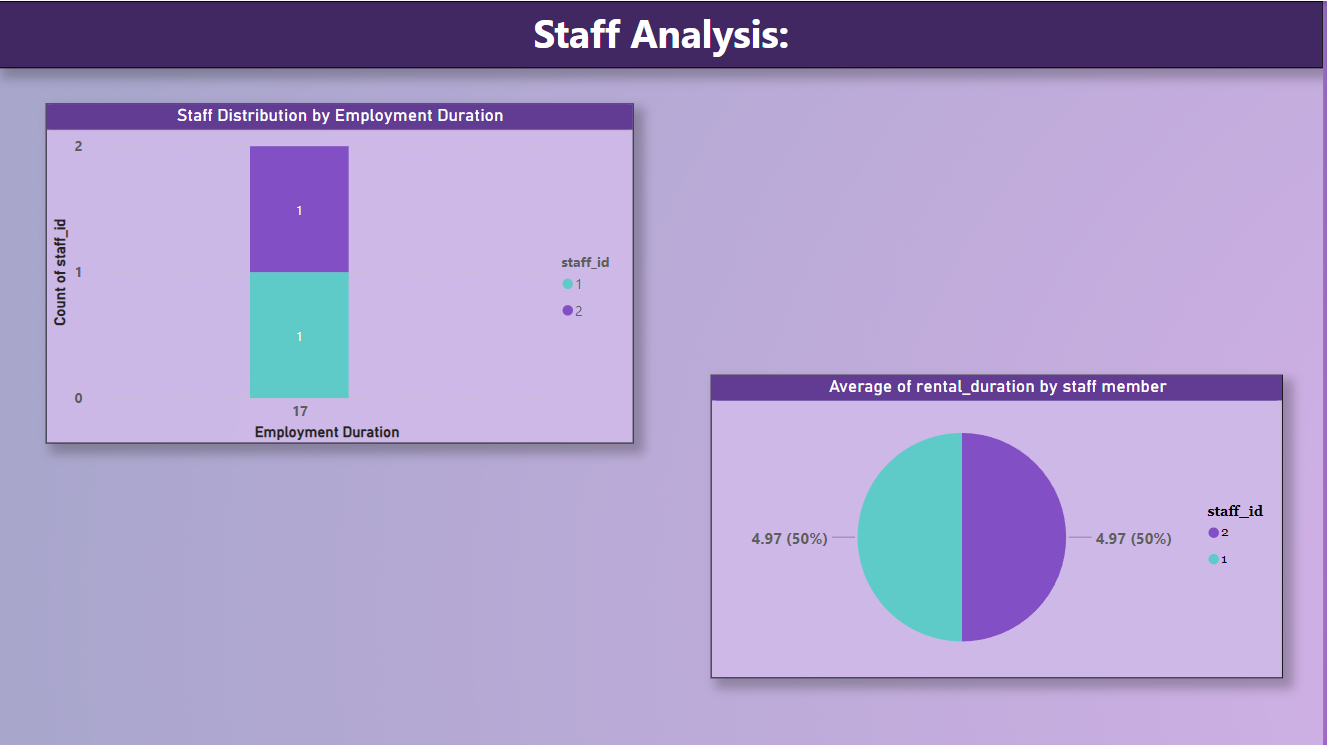 Staff Analysis:
Staff Distribution by Employment Duration
2
1
0
Count of staff_id
1
1
17
Employment Duration
staff_id
1
2
Average of rental_duration by staff member
4.97 (50%)
4.97 (50%)
staff_id
2
1